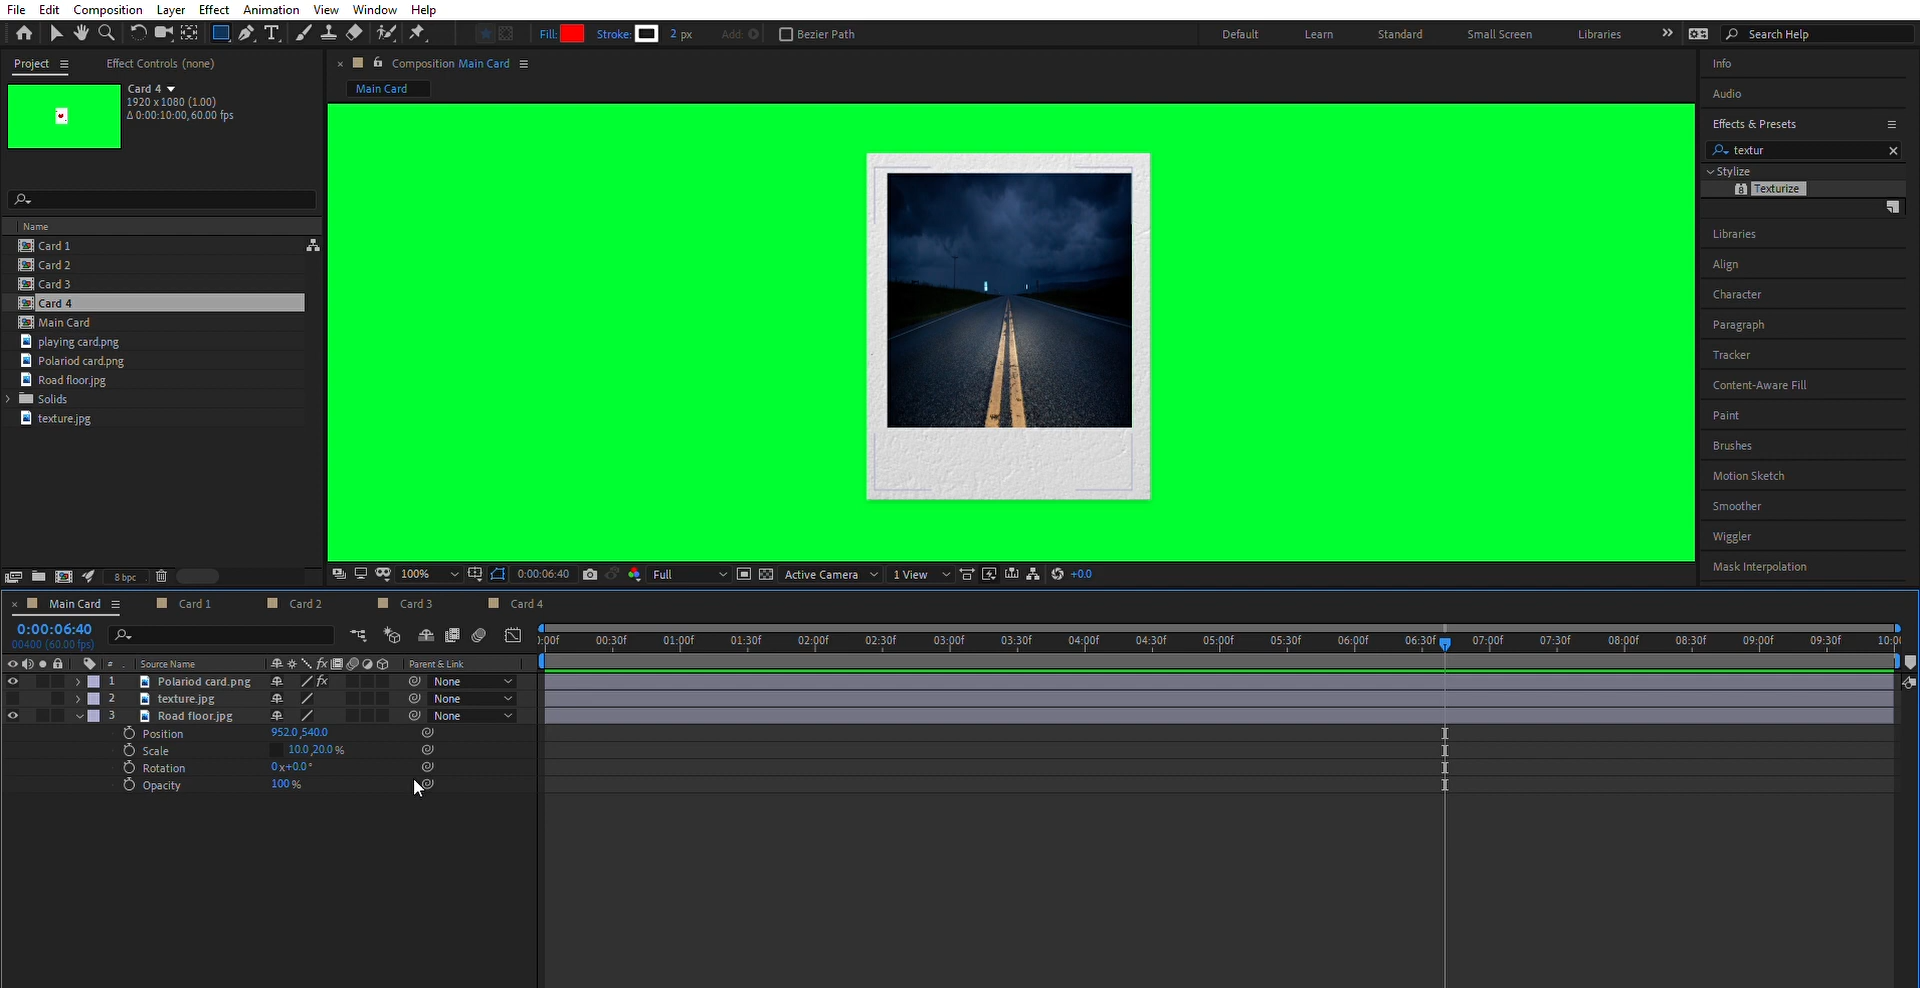 File Edit Composition Layer Effect Animation View Window Help
Fill: Stroke: 2 px Add: Bezier Path Default Learn Standard Small Screen Libraries Search Help
Project Effect Controls (none)
Card 4
1920 x 1080 (1.00)
Δ 0:00:10:00, 60.00 fps
Name
Card 1
Card 2
Card 3
Card 4
Main Card
playing card.png
Polariod card.png
Road floor.jpg
Solids
texture.jpg
8 bpc
Composition Main Card
Main Card
100% 0:00:06:40 Full Active Camera 1 View +0.0
Info
Audio
Effects & Presets
textur
Stylize
8 Texturize
Libraries
Align
Character
Paragraph
Tracker
Content-Aware Fill
Paint
Brushes
Motion Sketch
Smoother
Wiggler
Mask Interpolation
Main Card Card 1 Card 2 Card 3 Card 4
0:00:06:40
00400 (60.00 fps)
:00f 00:30f 01:00f 01:30f 02:00f 02:30f 03:00f 03:30f 04:00f 04:30f 05:00f 05:30f 06:00f 06:30f 07:00f 07:30f 08:00f 08:30f 09:00f 09:30f 10:0
# Source Name fx Parent & Link
1 Polariod card.png fx None
2 texture.jpg None
3 Road floor.jpg None
Position 952.0,540.0
Scale 10.0,20.0 %
Rotation 0x+0.0°
Opacity 100 %